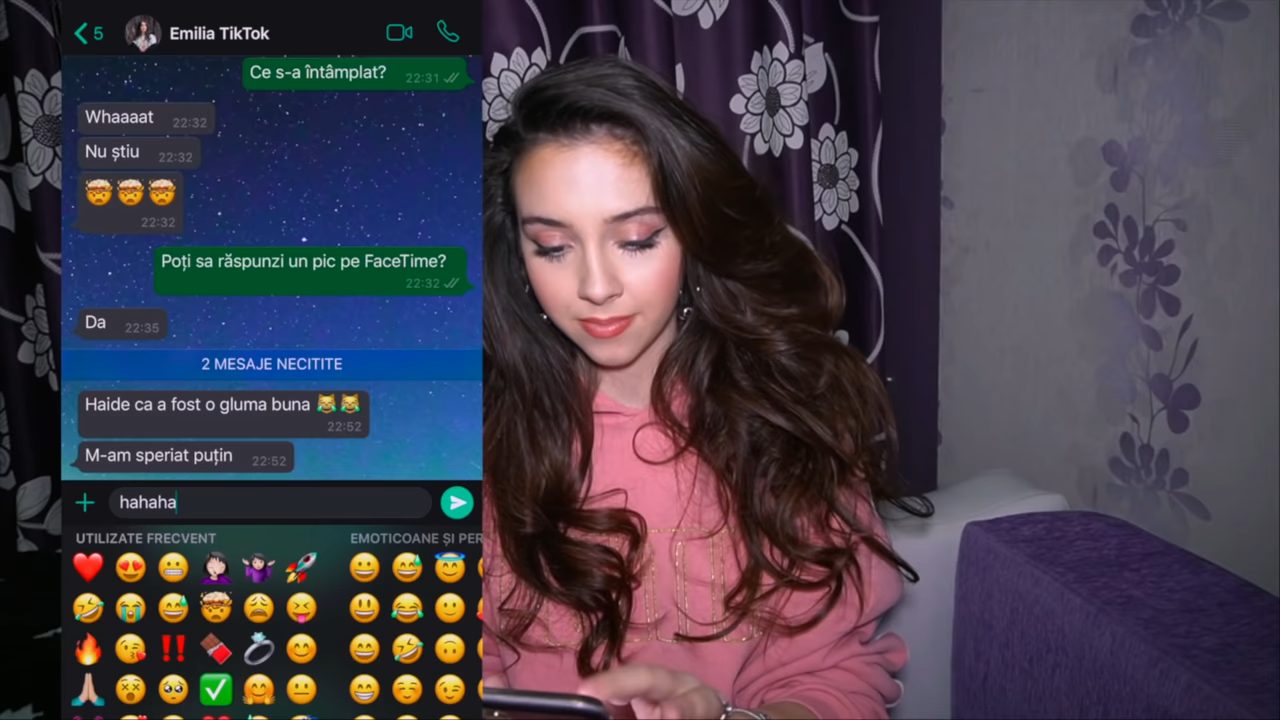 5
Emilia TikTok
Ce s-a întâmplat? 22:31
Whaaaat 22:32
Nu știu 22:32
🤯🤯🤯
22:32
Poți sa răspunzi un pic pe FaceTime?
22:32
Da 22:35
2 MESAJE NECITITE
Haide ca a fost o gluma buna 😹😹
22:52
M-am speriat puțin 22:52
hahaha
UTILIZATE FRECVENT EMOTICOANE ȘI PER